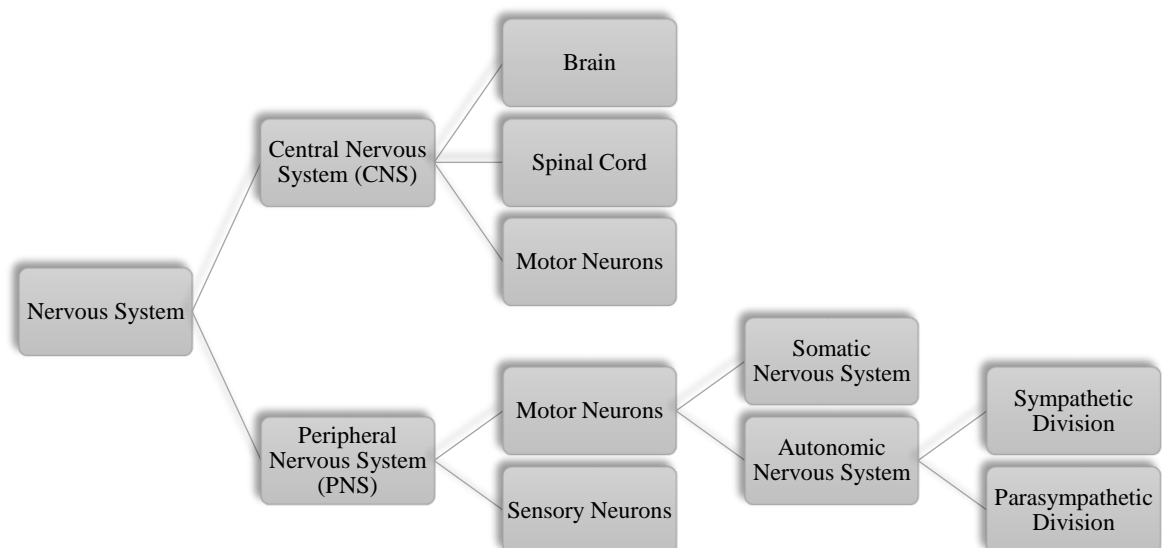 Brain
Central Nervous
System (CNS)
Spinal Cord
Motor Neurons
Nervous System
Peripheral
Nervous System
(PNS)
Motor Neurons
Somatic
Nervous System
Autonomic
Nervous System
Sympathetic
Division
Parasympathetic
Division
Sensory Neurons